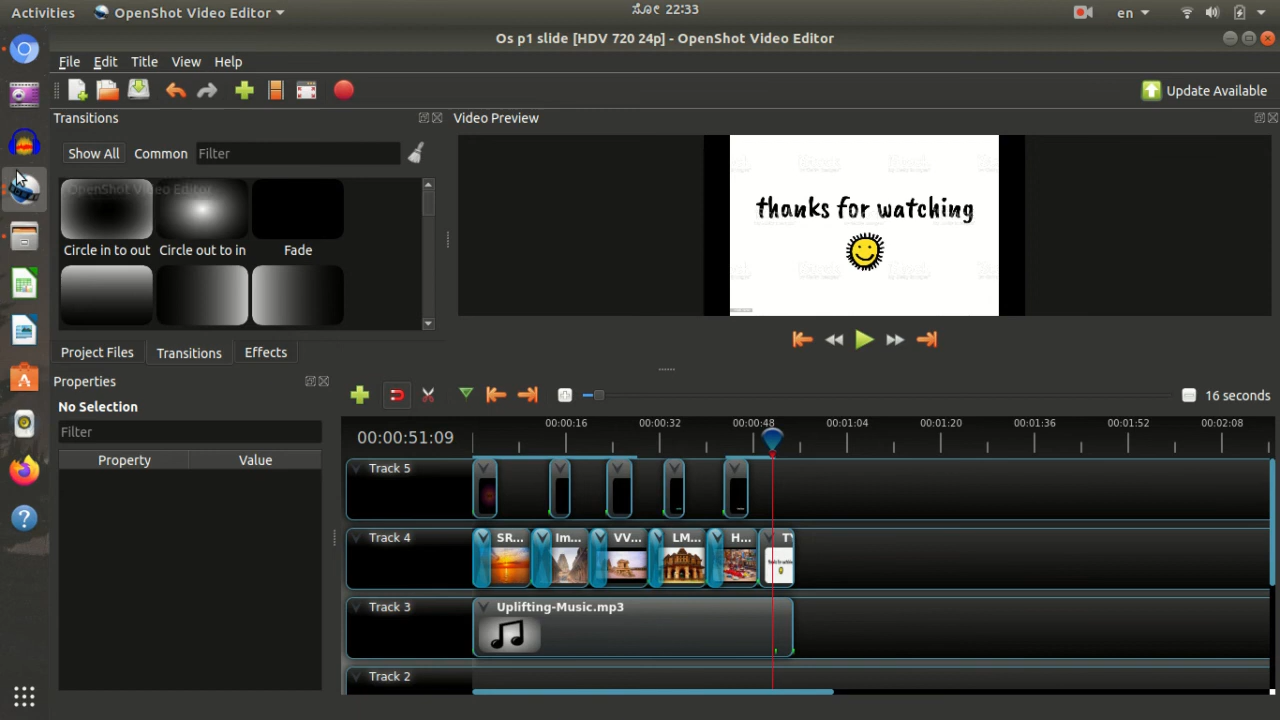 Activities OpenShot Video Editor ಸೋಮ 22:33 en
Os p1 slide [HDV 720 24p] - OpenShot Video Editor
File Edit Title View Help
Update Available
Transitions Video Preview
Show All Common Filter
OpenShot Video Editor
Circle in to out Circle out to in Fade
thanks for watching
Project Files Transitions Effects
Properties
No Selection
16 seconds
Filter
00:00:16 00:00:32 00:00:48 00:01:04 00:01:20 00:01:36 00:01:52 00:02:08
00:00:51:09
Property Value
Track 5
Track 4 SR... Im... VV... LM... H... TY
Track 3 Uplifting-Music.mp3
Track 2